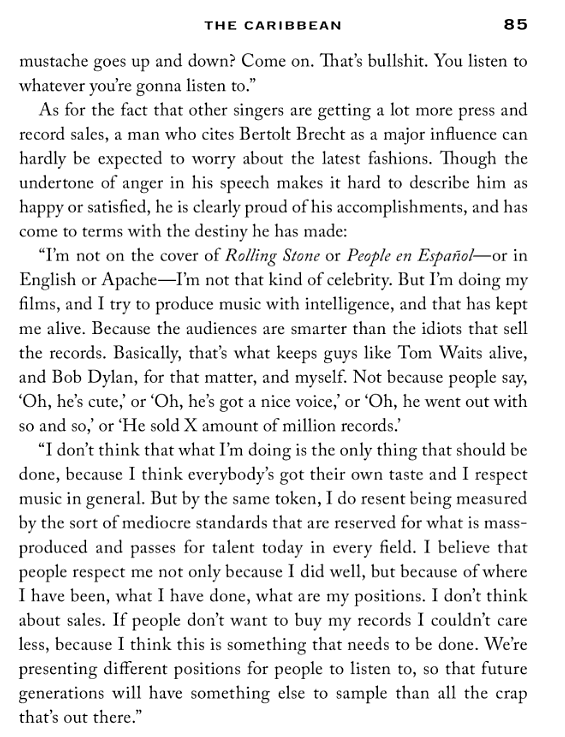 THE CARIBBEAN 85
mustache goes up and down? Come on. That's bullshit. You listen to
whatever you're gonna listen to.”
As for the fact that other singers are getting a lot more press and
record sales, a man who cites Bertolt Brecht as a major influence can
hardly be expected to worry about the latest fashions. Though the
undertone of anger in his speech makes it hard to describe him as
happy or satisfied, he is clearly proud of his accomplishments, and has
come to terms with the destiny he has made:
“I'm not on the cover of Rolling Stone or People en Español—or in
English or Apache—I'm not that kind of celebrity. But I'm doing my
films, and I try to produce music with intelligence, and that has kept
me alive. Because the audiences are smarter than the idiots that sell
the records. Basically, that's what keeps guys like Tom Waits alive,
and Bob Dylan, for that matter, and myself. Not because people say,
‘Oh, he's cute,’ or ‘Oh, he's got a nice voice,’ or ‘Oh, he went out with
so and so,’ or ‘He sold X amount of million records.’
“I don't think that what I'm doing is the only thing that should be
done, because I think everybody's got their own taste and I respect
music in general. But by the same token, I do resent being measured
by the sort of mediocre standards that are reserved for what is mass-
produced and passes for talent today in every field. I believe that
people respect me not only because I did well, but because of where
I have been, what I have done, what are my positions. I don't think
about sales. If people don't want to buy my records I couldn't care
less, because I think this is something that needs to be done. We're
presenting different positions for people to listen to, so that future
generations will have something else to sample than all the crap
that's out there.”